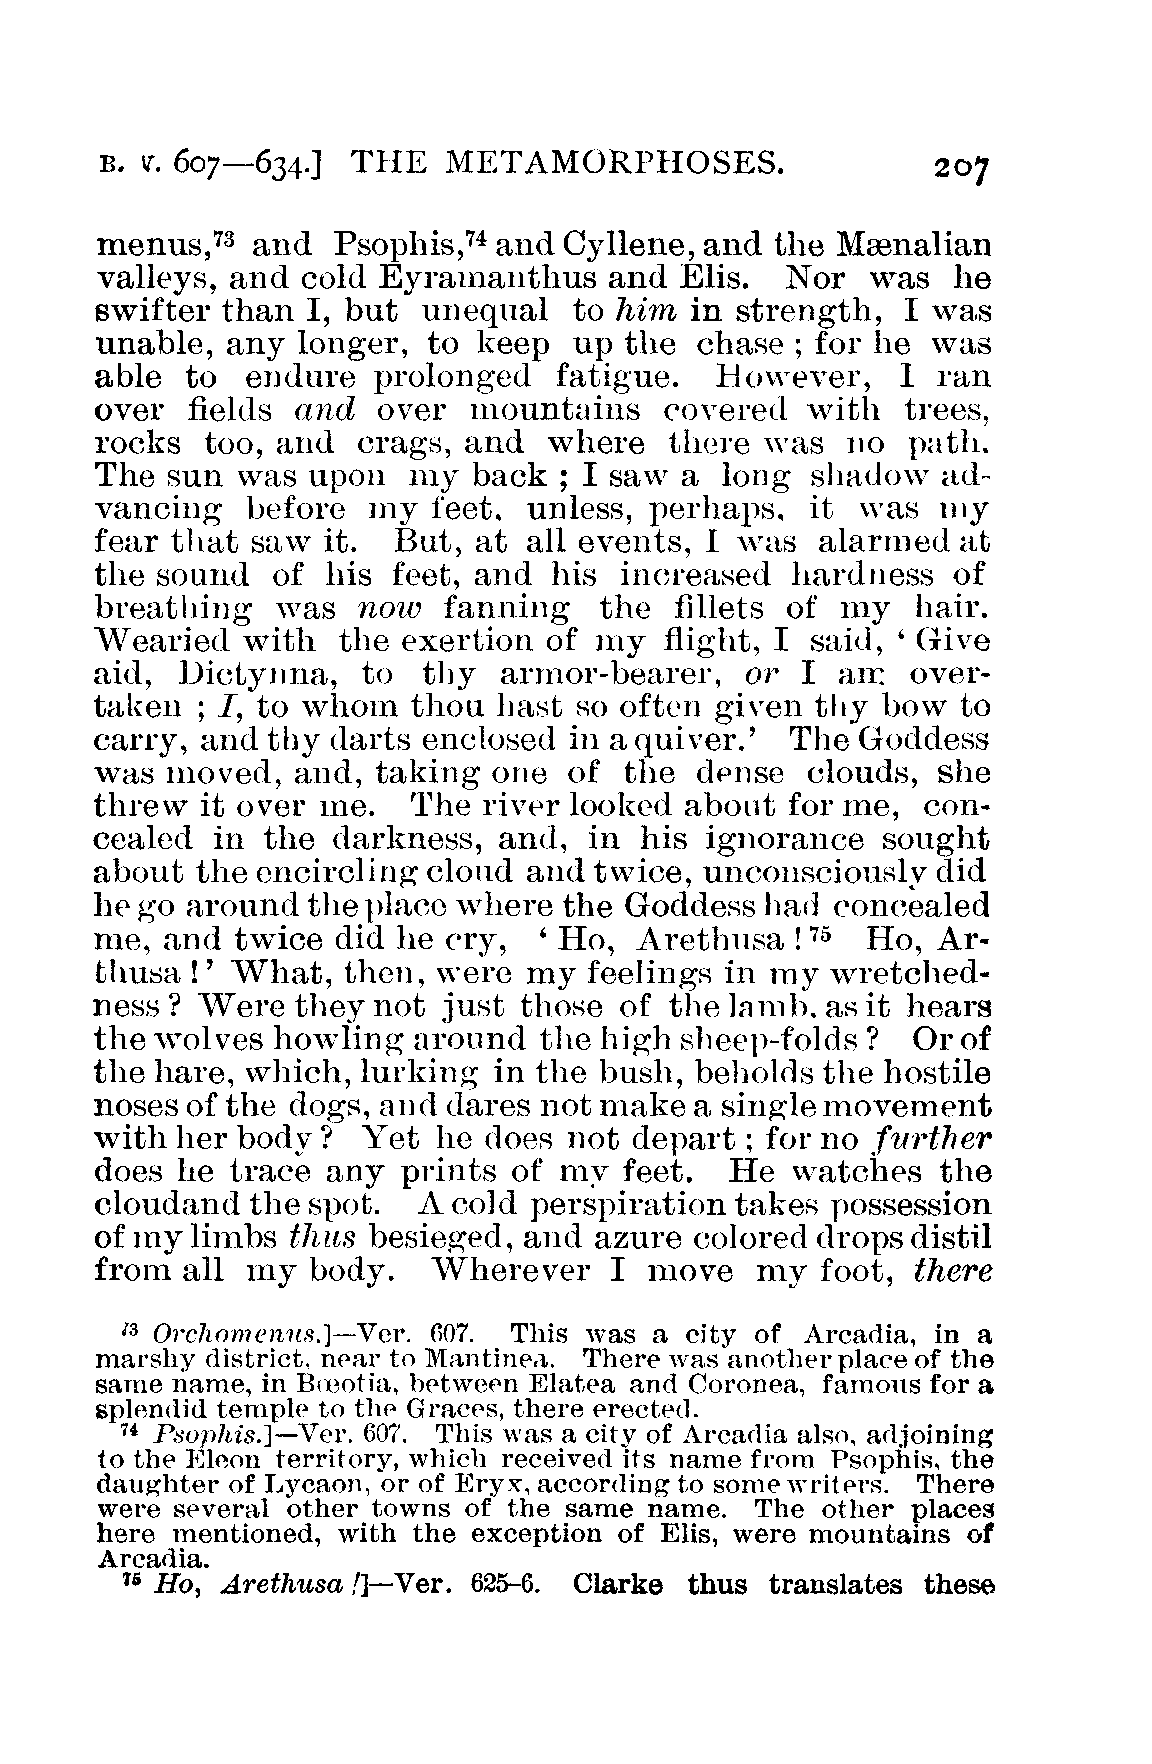 B. V. 607—634.] THE METAMORPHOSES. 207
menus,⁷³ and Psophis,⁷⁴ and Cyllene, and the Mænalian
valleys, and cold Eyramanthus and Elis. Nor was he
swifter than I, but unequal to him in strength, I was
unable, any longer, to keep up the chase ; for he was
able to endure prolonged fatigue. However, I ran
over fields and over mountains covered with trees,
rocks too, and crags, and where there was no path.
The sun was upon my back ; I saw a long shadow ad-
vancing before my feet, unless, perhaps, it was my
fear that saw it. But, at all events, I was alarmed at
the sound of his feet, and his increased hardness of
breathing was now fanning the fillets of my hair.
Wearied with the exertion of my flight, I said, ‘ Give
aid, Dictynna, to thy armor-bearer, or I am over-
taken ; I, to whom thou hast so often given thy bow to
carry, and thy darts enclosed in a quiver.’ The Goddess
was moved, and, taking one of the dense clouds, she
threw it over me. The river looked about for me, con-
cealed in the darkness, and, in his ignorance sought
about the encircling cloud and twice, unconsciously did
he go around the place where the Goddess had concealed
me, and twice did he cry, ‘ Ho, Arethusa !⁷⁵ Ho, Ar-
thusa !’ What, then, were my feelings in my wretched-
ness ? Were they not just those of the lamb, as it hears
the wolves howling around the high sheep-folds ? Or of
the hare, which, lurking in the bush, beholds the hostile
noses of the dogs, and dares not make a single movement
with her body ? Yet he does not depart ; for no further
does he trace any prints of my feet. He watches the
cloudand the spot. A cold perspiration takes possession
of my limbs thus besieged, and azure colored drops distil
from all my body. Wherever I move my foot, there
⁷³ Orchomenus.]—Ver. 607. This was a city of Arcadia, in a
marshy district, near to Mantinea. There was another place of the
same name, in Bœotia, between Elatea and Coronea, famous for a
splendid temple to the Graces, there erected.
⁷⁴ Psophis.]—Ver. 607. This was a city of Arcadia also, adjoining
to the Eleon territory, which received its name from Psophis, the
daughter of Lycaon, or of Eryx, according to some writers. There
were several other towns of the same name. The other places
here mentioned, with the exception of Elis, were mountains of
Arcadia.
⁷⁵ Ho, Arethusa !]—Ver. 625-6. Clarke thus translates these